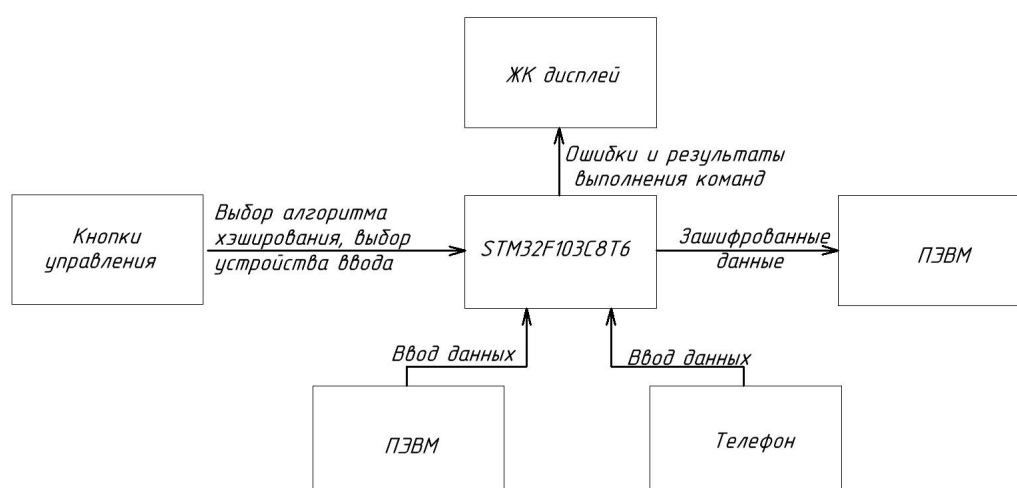 ЖК дисплей
Ошибки и результаты
выполнения команд
Кнопки
управления
Выбор алгоритма
хэширования, выбор
устройства ввода
STM32F103C8T6
Зашифрованные
данные
ПЭВМ
Ввод данных
Ввод данных
ПЭВМ
Телефон